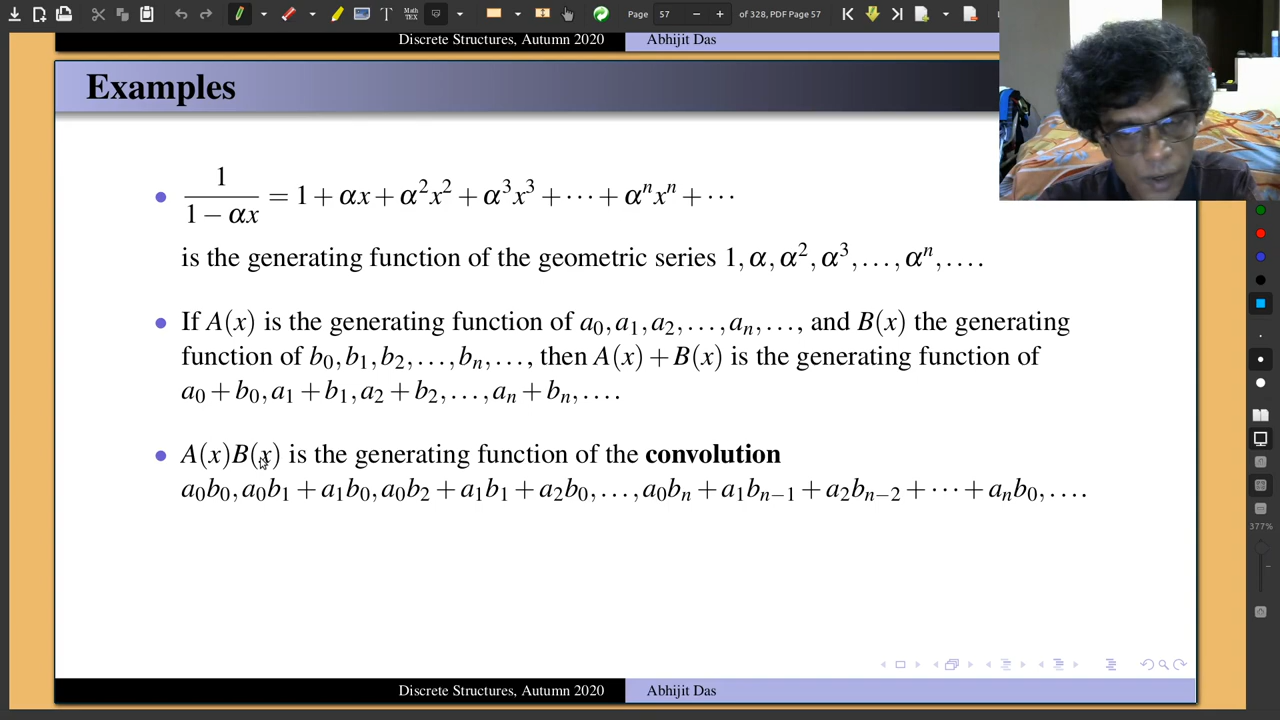 Page 57 of 328, PDF Page 57
Discrete Structures, Autumn 2020 Abhijit Das
Examples
1/(1 − αx) = 1 + αx + α²x² + α³x³ + ··· + αⁿxⁿ + ···
is the generating function of the geometric series 1, α, α², α³, ..., αⁿ, ....
If A(x) is the generating function of a₀, a₁, a₂, ..., aₙ, ..., and B(x) the generating
function of b₀, b₁, b₂, ..., bₙ, ..., then A(x) + B(x) is the generating function of
a₀ + b₀, a₁ + b₁, a₂ + b₂, ..., aₙ + bₙ, ....
A(x)B(x) is the generating function of the convolution
a₀b₀, a₀b₁ + a₁b₀, a₀b₂ + a₁b₁ + a₂b₀, ..., a₀bₙ + a₁bₙ₋₁ + a₂bₙ₋₂ + ··· + aₙb₀, ....
377%
Discrete Structures, Autumn 2020 Abhijit Das